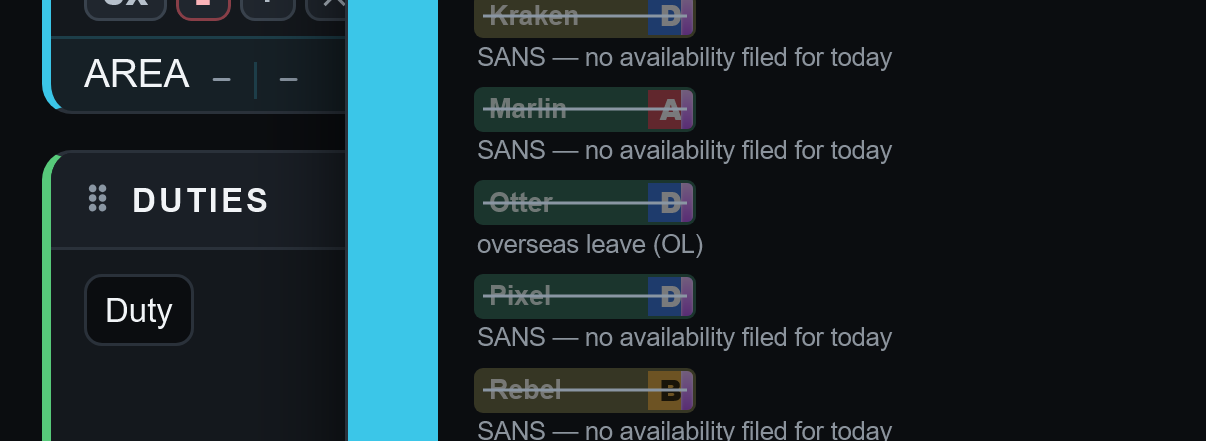 AREA – –
DUTIES
Duty
Kraken D
SANS — no availability filed for today
Marlin A
SANS — no availability filed for today
Otter D
overseas leave (OL)
Pixel D
SANS — no availability filed for today
Rebel B
SANS — no availability filed for today